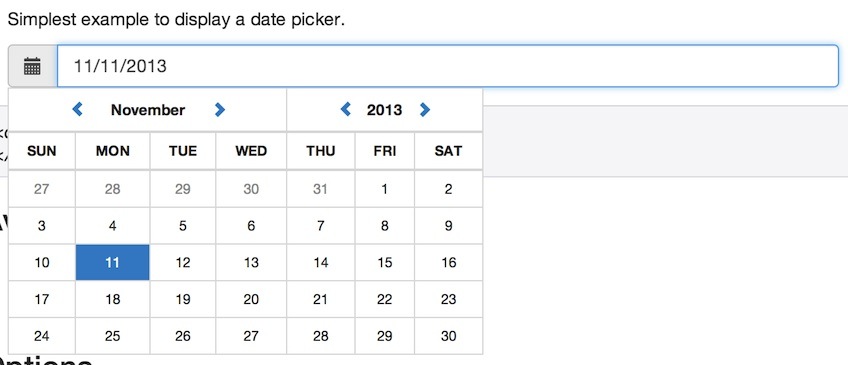 Simplest example to display a date picker.
11/11/2013
November 2013
SUN MON TUE WED THU FRI SAT
27 28 29 30 31 1 2
3 4 5 6 7 8 9
10 11 12 13 14 15 16
17 18 19 20 21 22 23
24 25 26 27 28 29 30